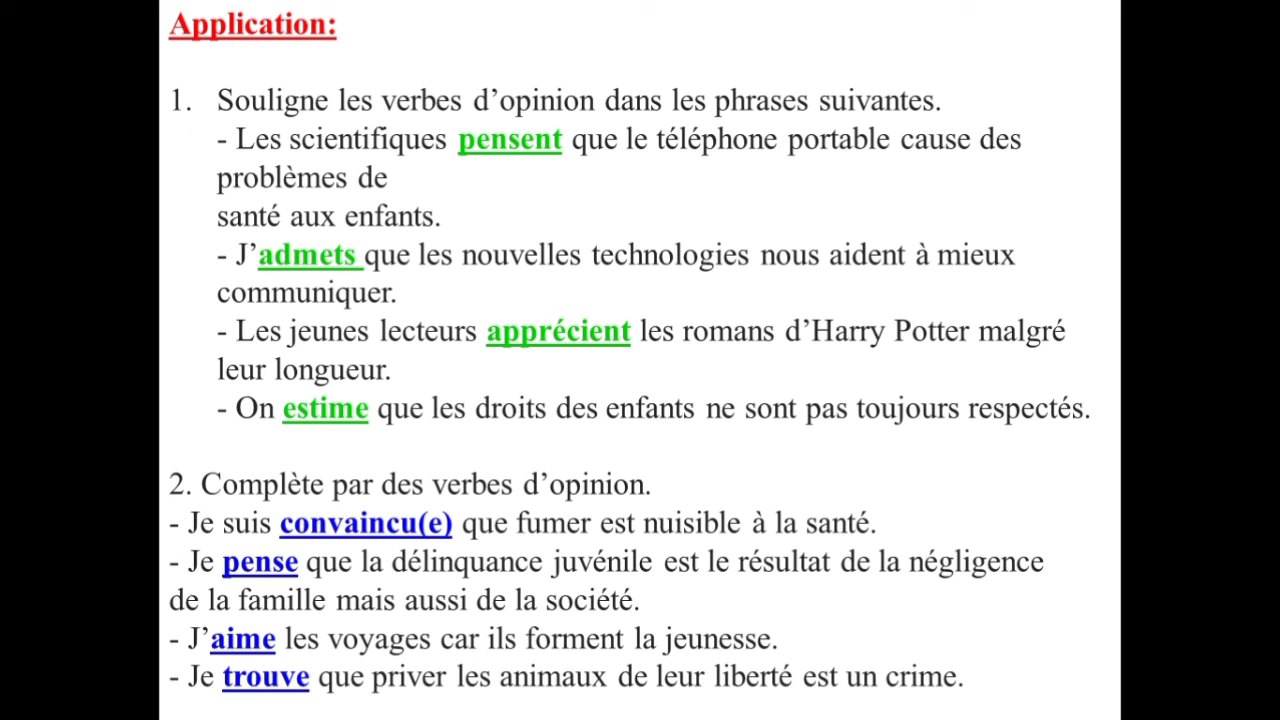 Application:
1. Souligne les verbes d’opinion dans les phrases suivantes.
- Les scientifiques pensent que le téléphone portable cause des
problèmes de
santé aux enfants.
- J’admets que les nouvelles technologies nous aident à mieux
communiquer.
- Les jeunes lecteurs apprécient les romans d’Harry Potter malgré
leur longueur.
- On estime que les droits des enfants ne sont pas toujours respectés.
2. Complète par des verbes d’opinion.
- Je suis convaincu(e) que fumer est nuisible à la santé.
- Je pense que la délinquance juvénile est le résultat de la négligence
de la famille mais aussi de la société.
- J’aime les voyages car ils forment la jeunesse.
- Je trouve que priver les animaux de leur liberté est un crime.